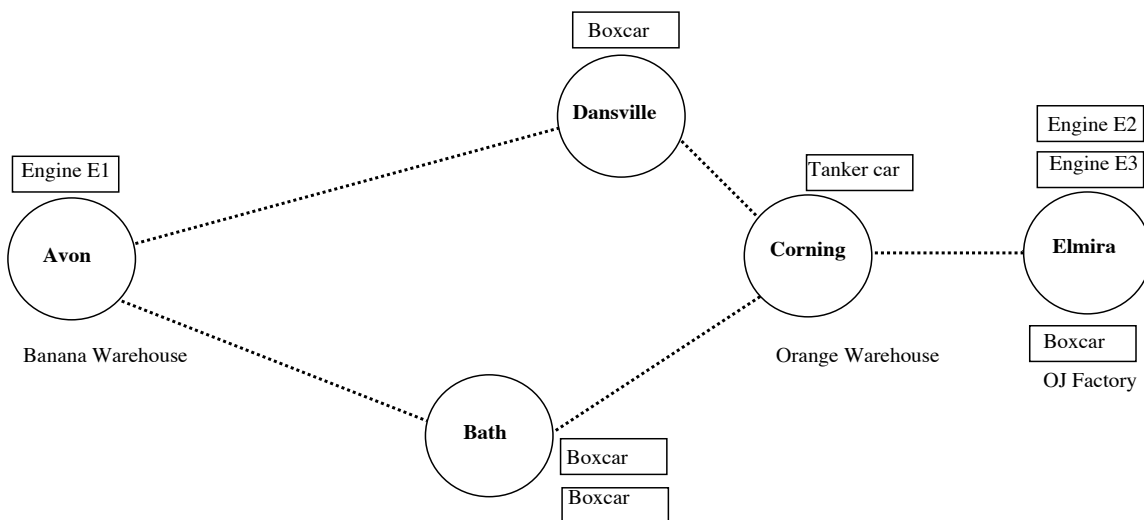 Boxcar
Dansville
Engine E2
Engine E3
Engine E1
Tanker car
Avon
Corning
Elmira
Banana Warehouse
Orange Warehouse
Boxcar
OJ Factory
Bath
Boxcar
Boxcar